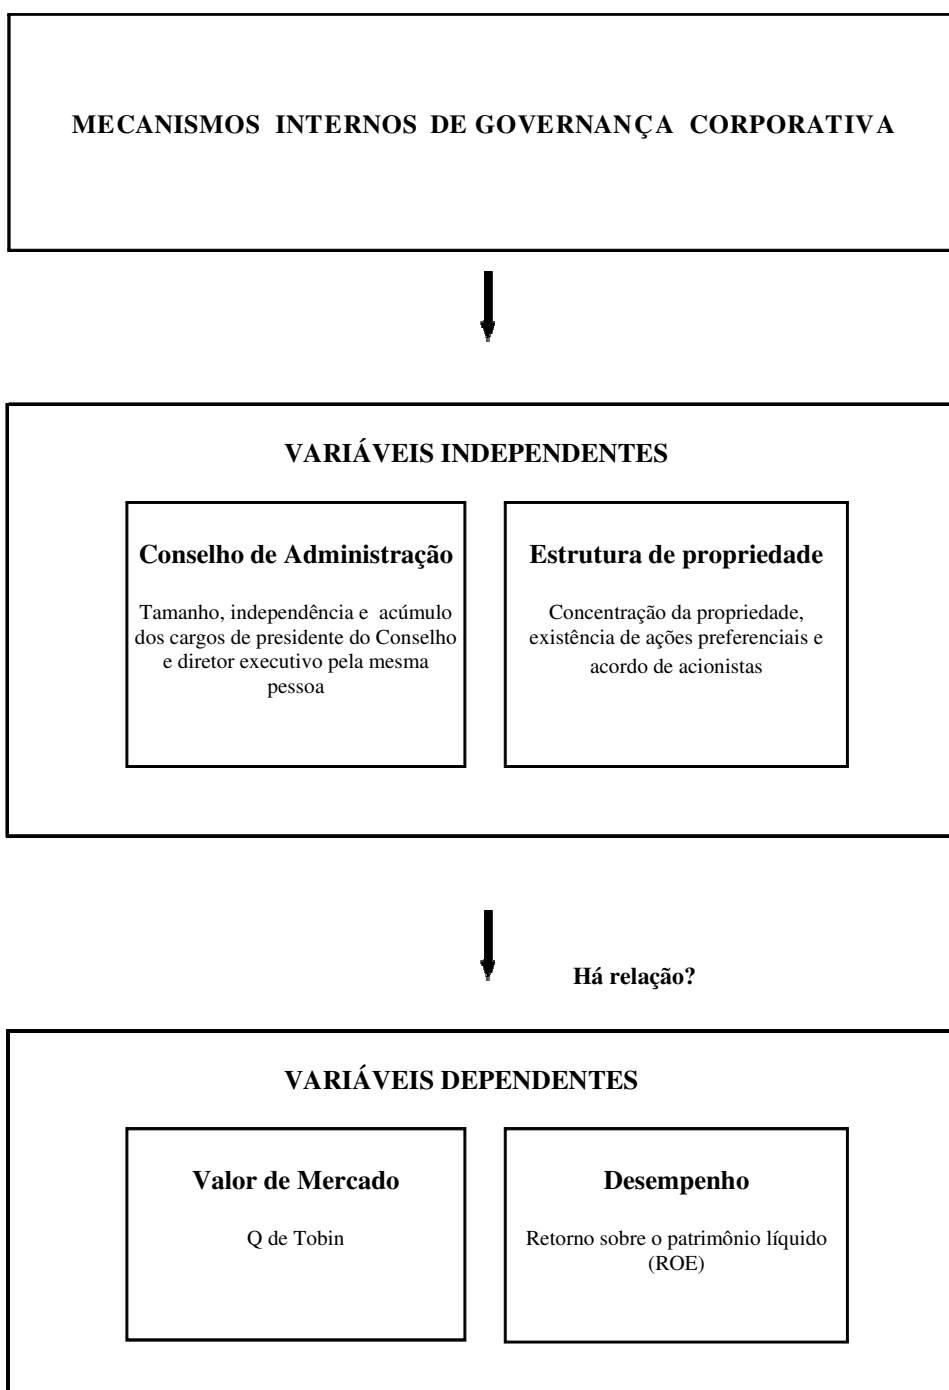 MECANISMOS INTERNOS DE GOVERNANÇA CORPORATIVA
VARIÁVEIS INDEPENDENTES
Conselho de Administração
Tamanho, independência e acúmulo
dos cargos de presidente do Conselho
e diretor executivo pela mesma
pessoa
Estrutura de propriedade
Concentração da propriedade,
existência de ações preferenciais e
acordo de acionistas
Há relação?
VARIÁVEIS DEPENDENTES
Valor de Mercado
Q de Tobin
Desempenho
Retorno sobre o patrimônio líquido
(ROE)